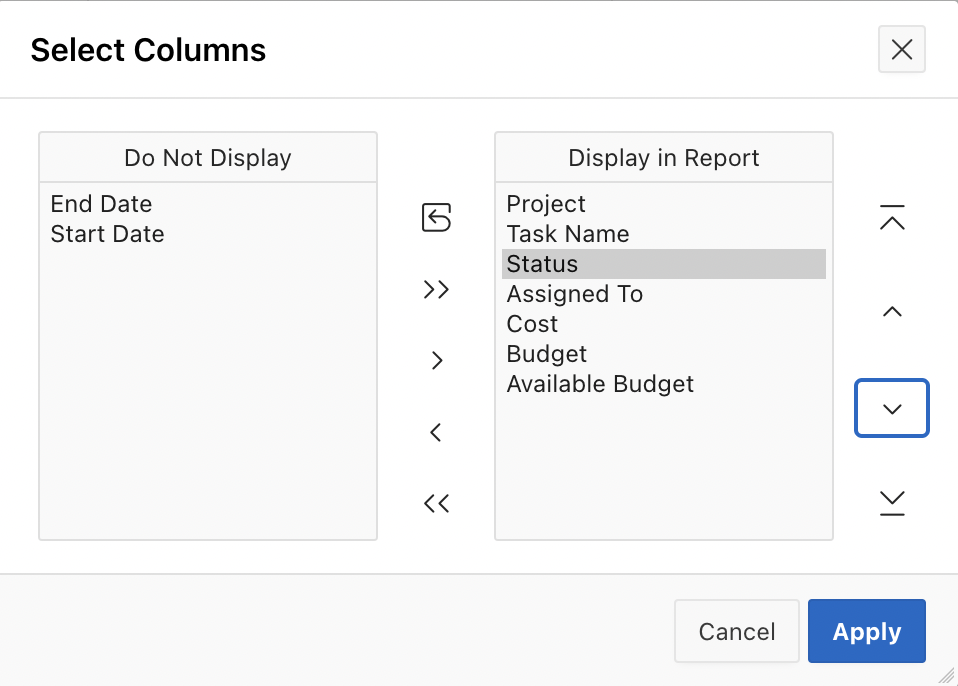 Select Columns
Do Not Display
End Date
Start Date
Display in Report
Project
Task Name
Status
Assigned To
Cost
Budget
Available Budget
Cancel
Apply